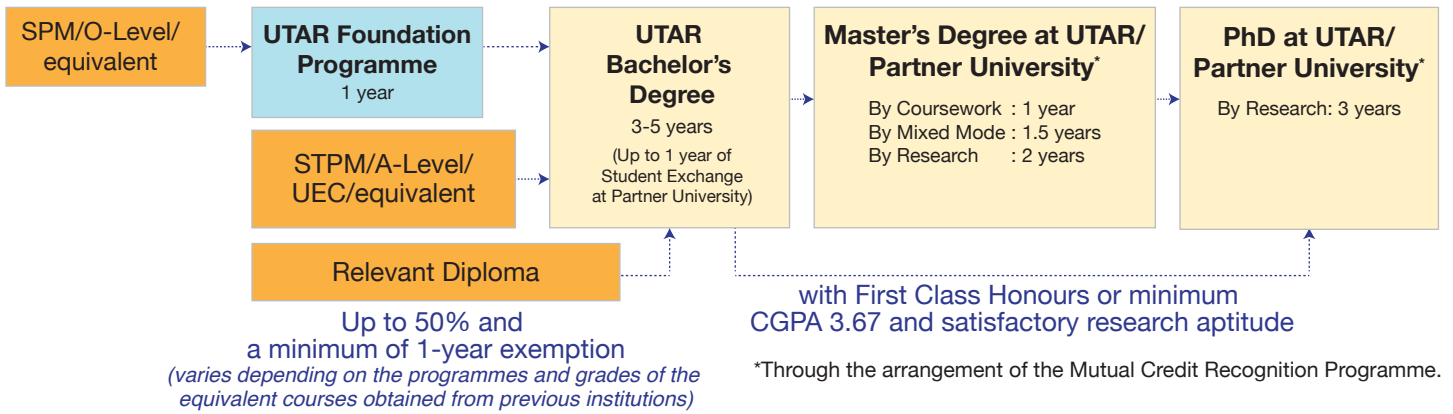 SPM/O-Level/
equivalent
UTAR Foundation
Programme
1 year
STPM/A-Level/
UEC/equivalent
Relevant Diploma
Up to 50% and
a minimum of 1-year exemption
(varies depending on the programmes and grades of the
equivalent courses obtained from previous institutions)
UTAR
Bachelor's
Degree
3-5 years
(Up to 1 year of
Student Exchange
at Partner University)
Master's Degree at UTAR/
Partner University*
By Coursework : 1 year
By Mixed Mode : 1.5 years
By Research : 2 years
PhD at UTAR/
Partner University*
By Research: 3 years
with First Class Honours or minimum
CGPA 3.67 and satisfactory research aptitude
*Through the arrangement of the Mutual Credit Recognition Programme.